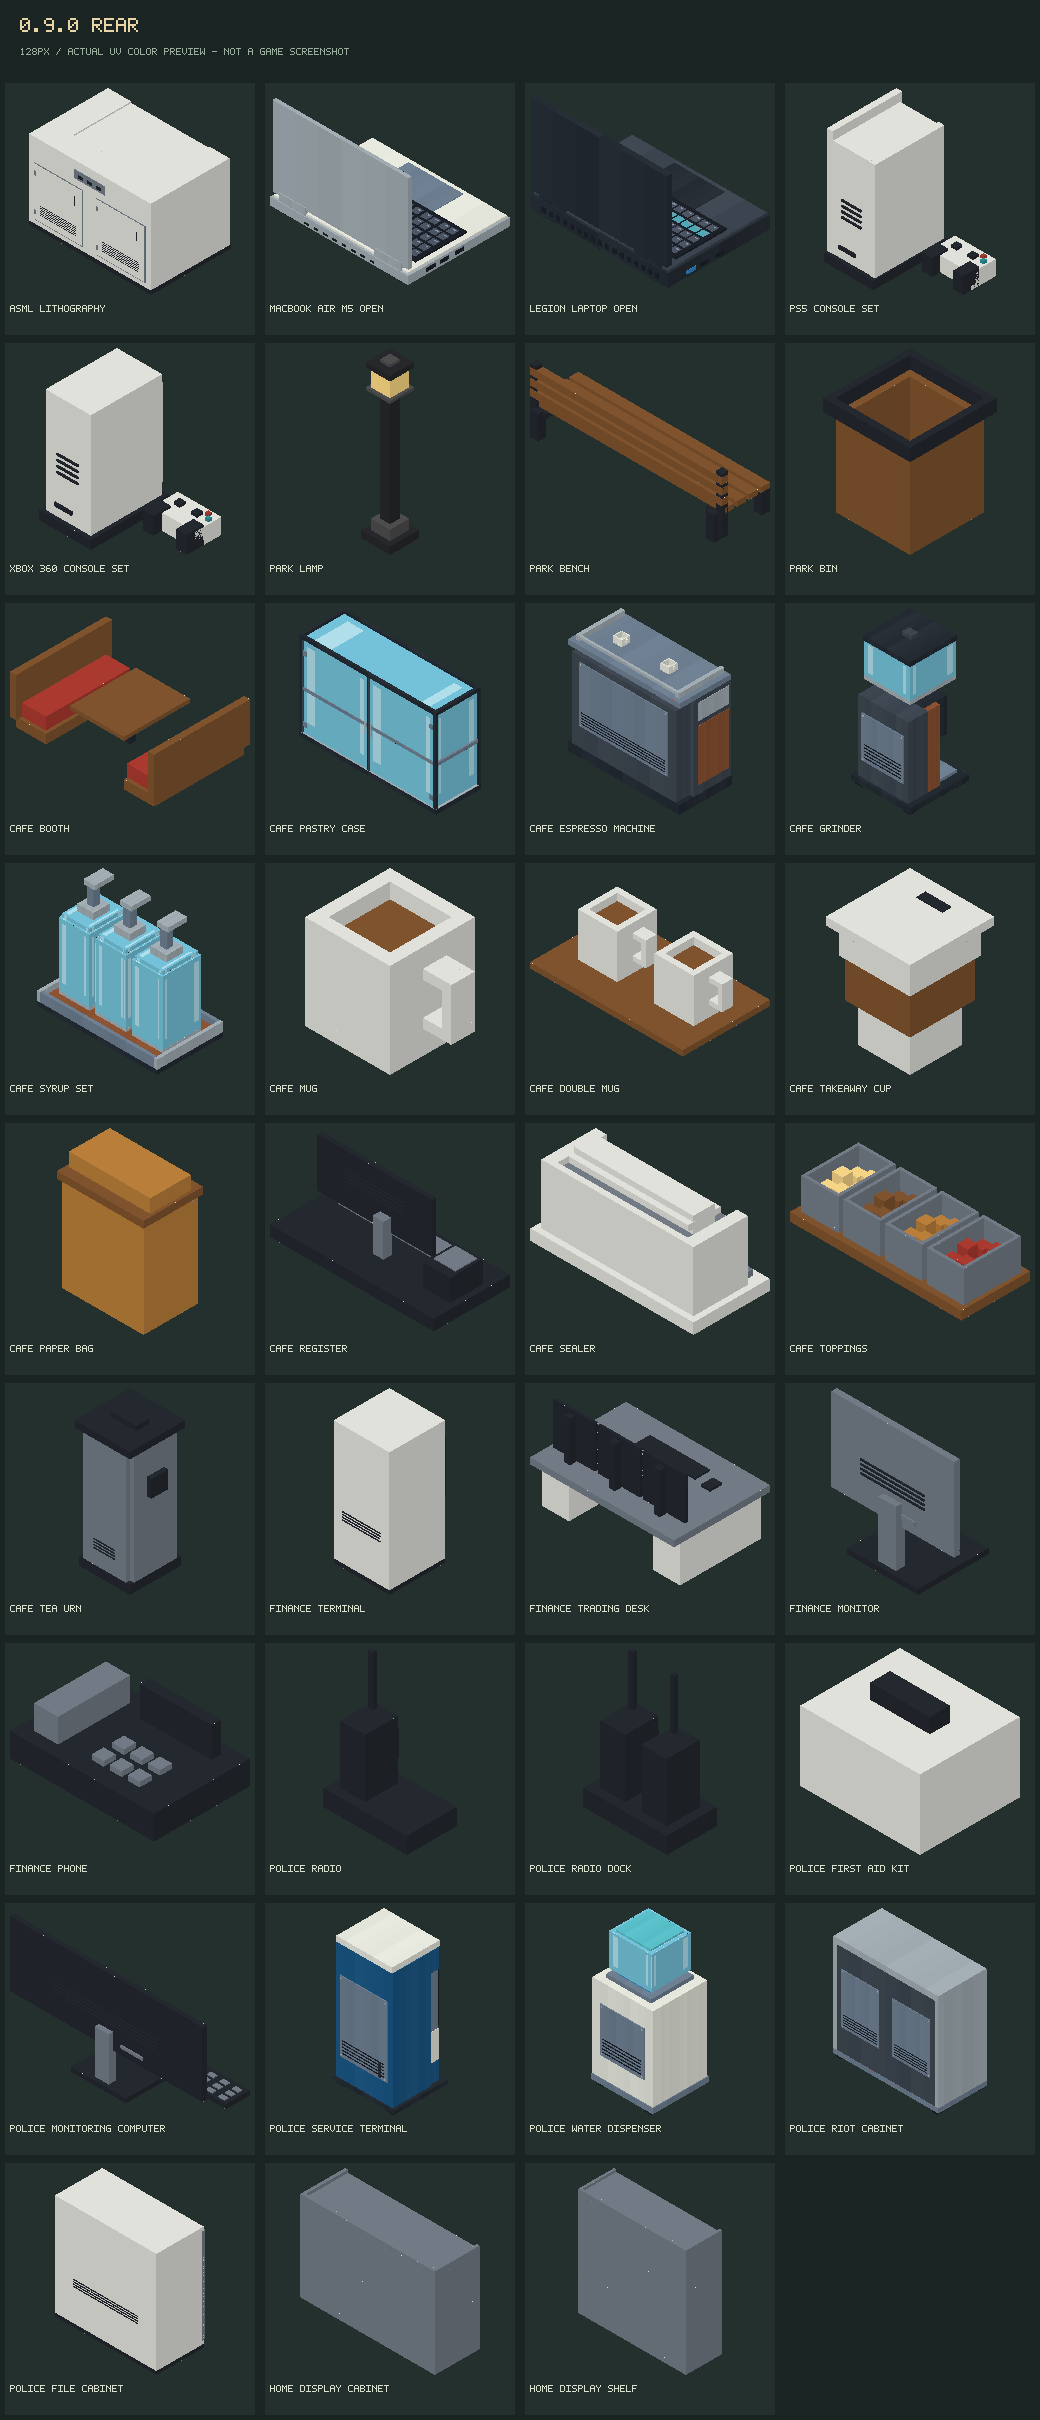 0.9.0 REAR
128PX / ACTUAL UV COLOR PREVIEW - NOT A GAME SCREENSHOT
ASML LITHOGRAPHY
MACBOOK AIR M5 OPEN
LEGION LAPTOP OPEN
PS5 CONSOLE SET
XBOX 360 CONSOLE SET
PARK LAMP
PARK BENCH
PARK BIN
CAFE BOOTH
CAFE PASTRY CASE
CAFE ESPRESSO MACHINE
CAFE GRINDER
CAFE SYRUP SET
CAFE MUG
CAFE DOUBLE MUG
CAFE TAKEAWAY CUP
CAFE PAPER BAG
CAFE REGISTER
CAFE SEALER
CAFE TOPPINGS
CAFE TEA URN
FINANCE TERMINAL
FINANCE TRADING DESK
FINANCE MONITOR
FINANCE PHONE
POLICE RADIO
POLICE RADIO DOCK
POLICE FIRST AID KIT
POLICE MONITORING COMPUTER
POLICE SERVICE TERMINAL
POLICE WATER DISPENSER
POLICE RIOT CABINET
POLICE FILE CABINET
HOME DISPLAY CABINET
HOME DISPLAY SHELF